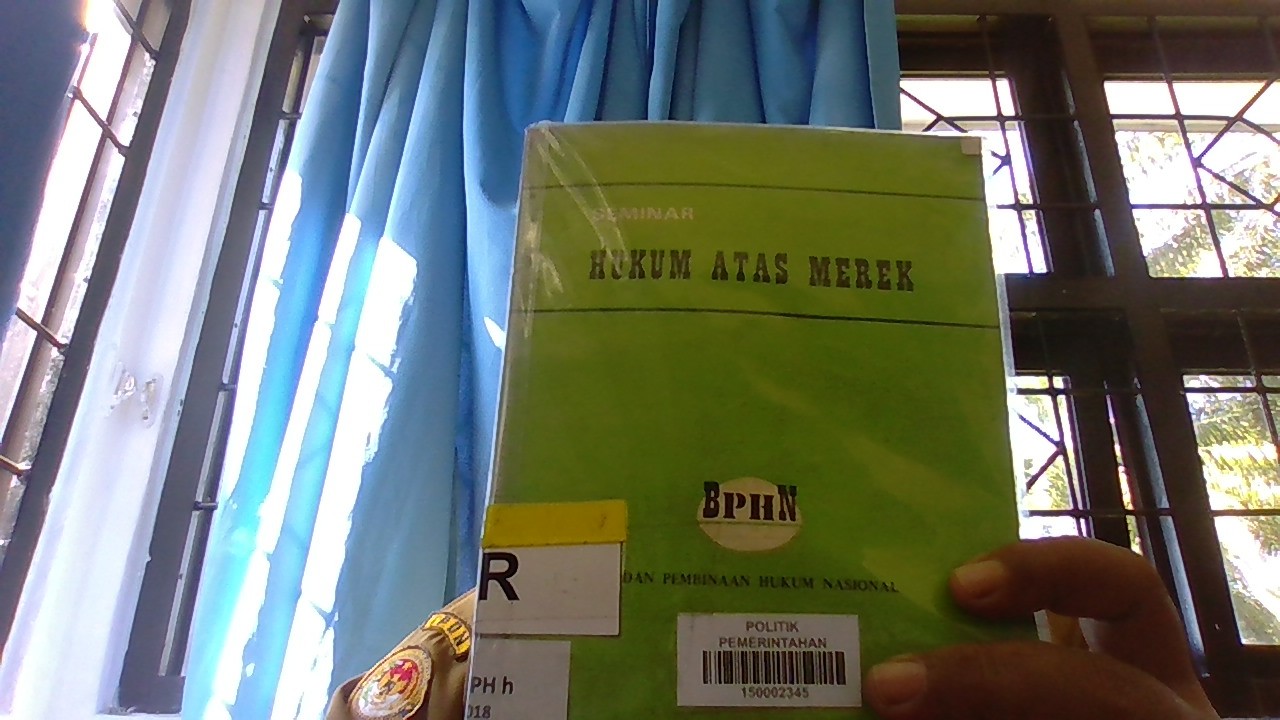 SEMINAR
HUKUM ATAS MEREK
BPHN
DAN PEMBINAAN HUKUM NASIONAL
R
POLITIK
PEMERINTAHAN
150002345
PH h
018